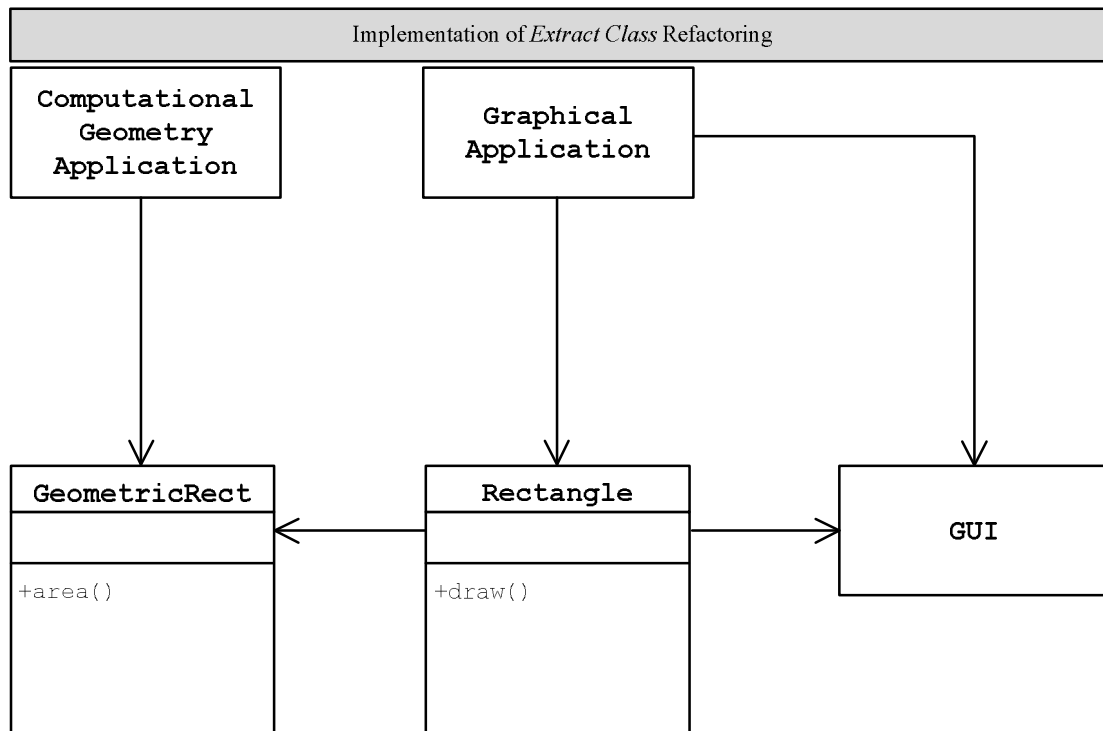 Implementation of Extract Class Refactoring
Computational
Geometry
Application
Graphical
Application
GeometricRect
Rectangle
GUI
+area()
+draw()